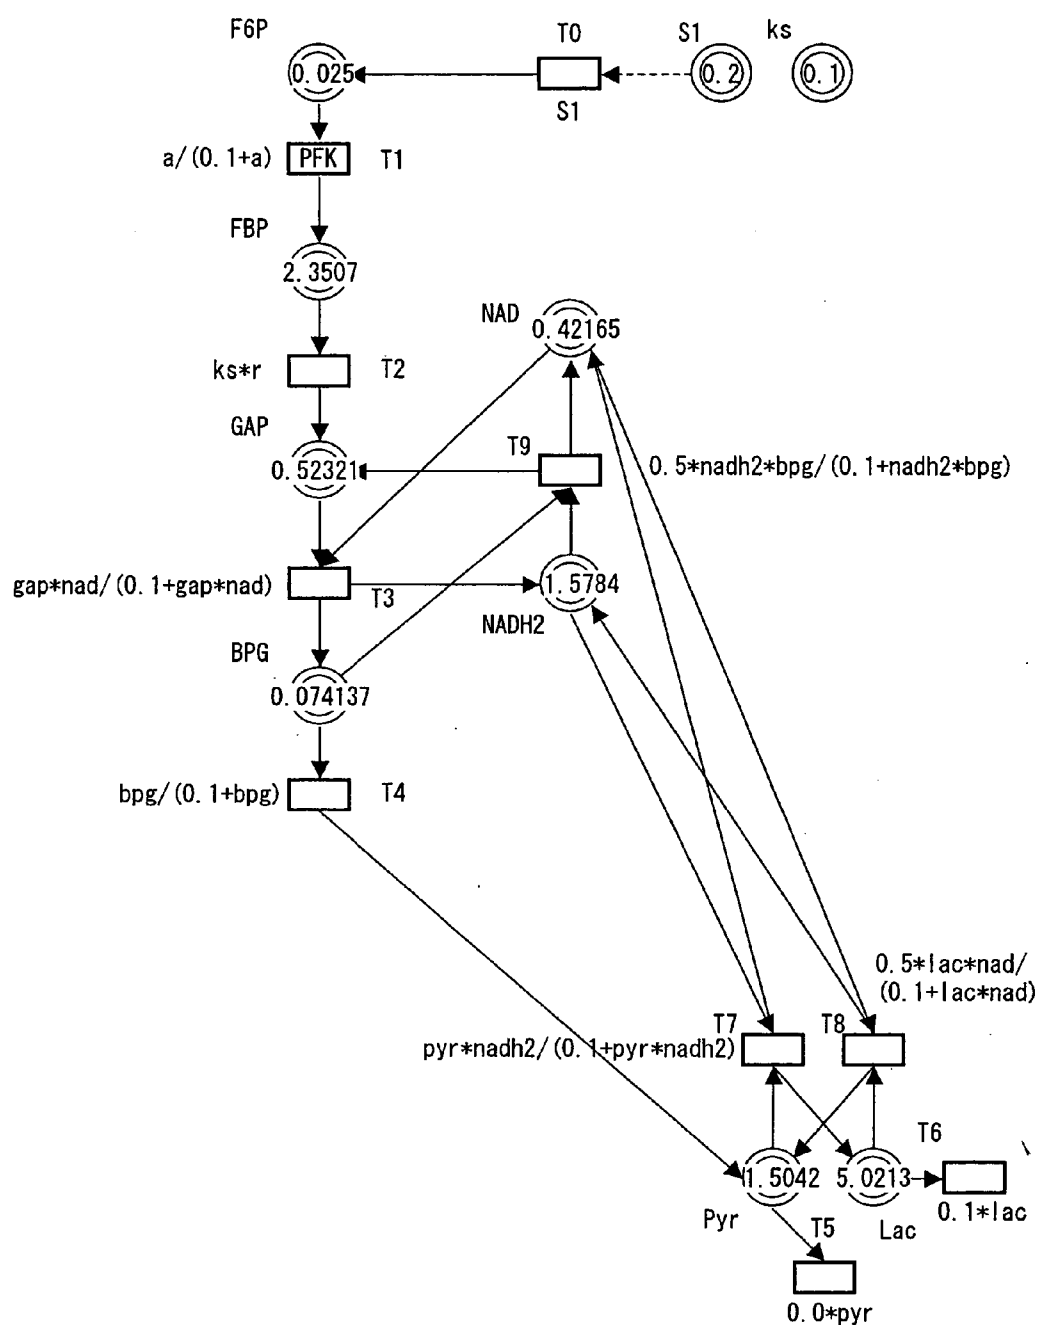 F6P
T0
S1
ks
0.025
0.2
0.1
S1
a/(0.1+a)
PFK
T1
FBP
2.3507
NAD
0.42165
ks*r
T2
GAP
T9
0.52321
0.5*nadh2*bpg/(0.1+nadh2*bpg)
gap*nad/(0.1+gap*nad)
T3
1.5784
NADH2
BPG
0.074137
bpg/(0.1+bpg)
T4
0.5*lac*nad/
(0.1+lac*nad)
T7
T8
pyr*nadh2/(0.1+pyr*nadh2)
T6
1.5042
5.0213
0.1*lac
Pyr
T5
Lac
0.0*pyr